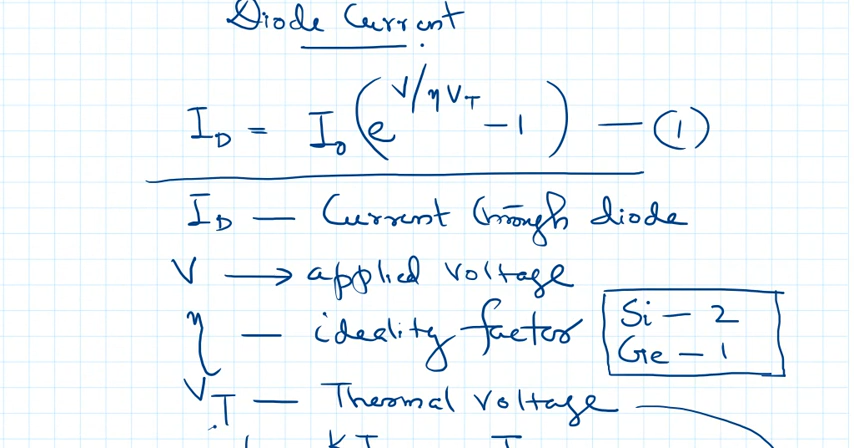 Diode Current
I_D = I_0 (e^{V/ηV_T} - 1) — (1)
I_D — Current through diode
V → applied voltage
η — ideality factor
Si — 2
Ge — 1
V_T — Thermal voltage